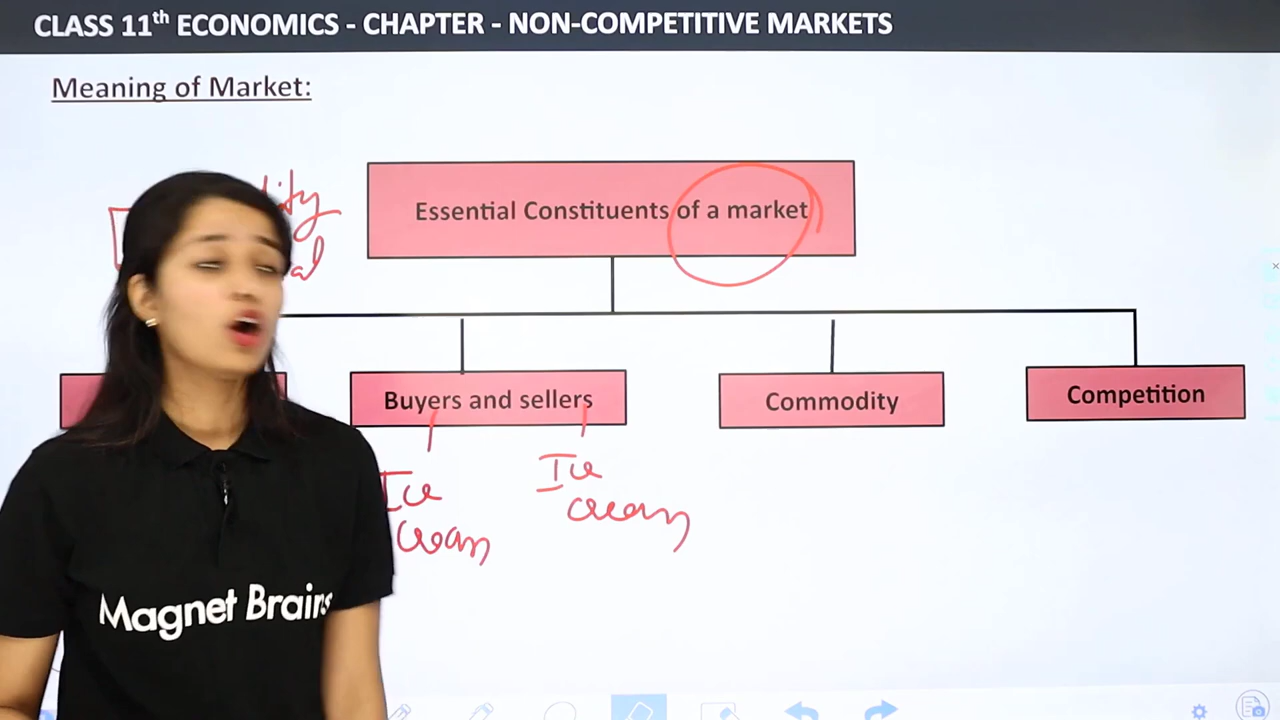 CLASS 11th ECONOMICS - CHAPTER - NON-COMPETITIVE MARKETS
Meaning of Market:
Essential Constituents of a market
Buyers and sellers
Commodity
Competition
Ice
cream
Ice
cream
Magnet Brains